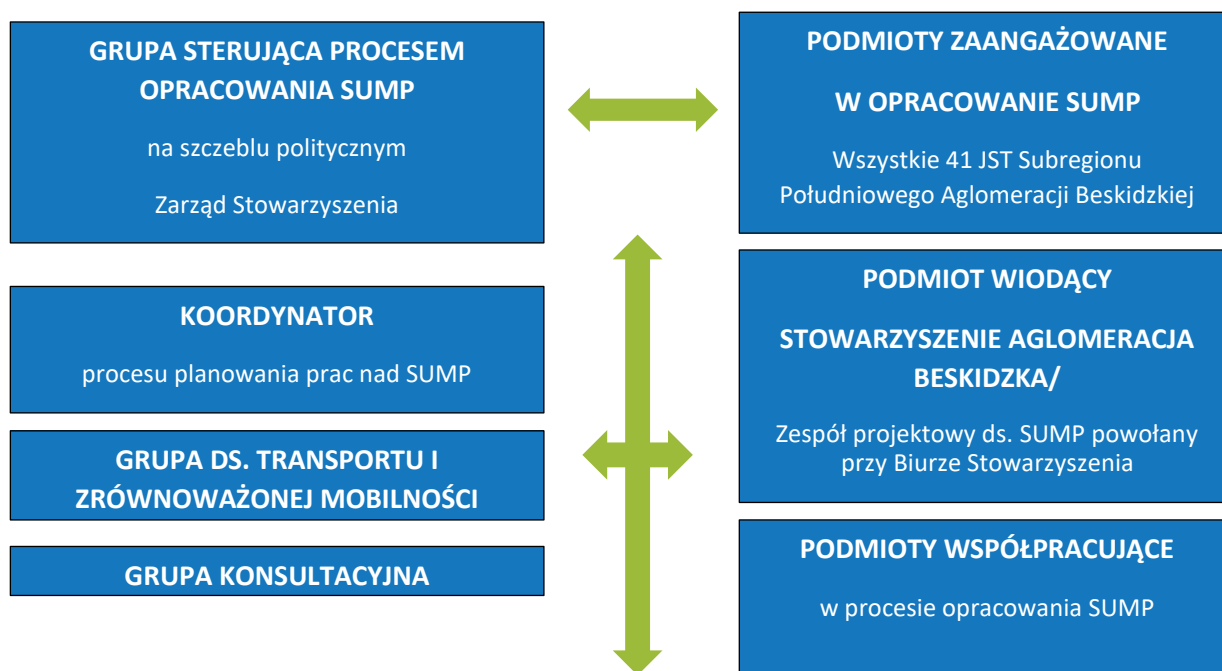 GRUPA STERUJĄCA PROCESEM
OPRACOWANIA SUMP
na szczeblu politycznym
Zarząd Stowarzyszenia
KOORDYNATOR
procesu planowania prac nad SUMP
GRUPA DS. TRANSPORTU I
ZRÓWNOWAŻONEJ MOBILNOŚCI
GRUPA KONSULTACYJNA
PODMIOTY ZAANGAŻOWANE
W OPRACOWANIE SUMP
Wszystkie 41 JST Subregionu
Południowego Aglomeracji Beskidzkiej
PODMIOT WIODĄCY
STOWARZYSZENIE AGLOMERACJA
BESKIDZKA/
Zespół projektowy ds. SUMP powołany
przy Biurze Stowarzyszenia
PODMIOTY WSPÓŁPRACUJĄCE
w procesie opracowania SUMP